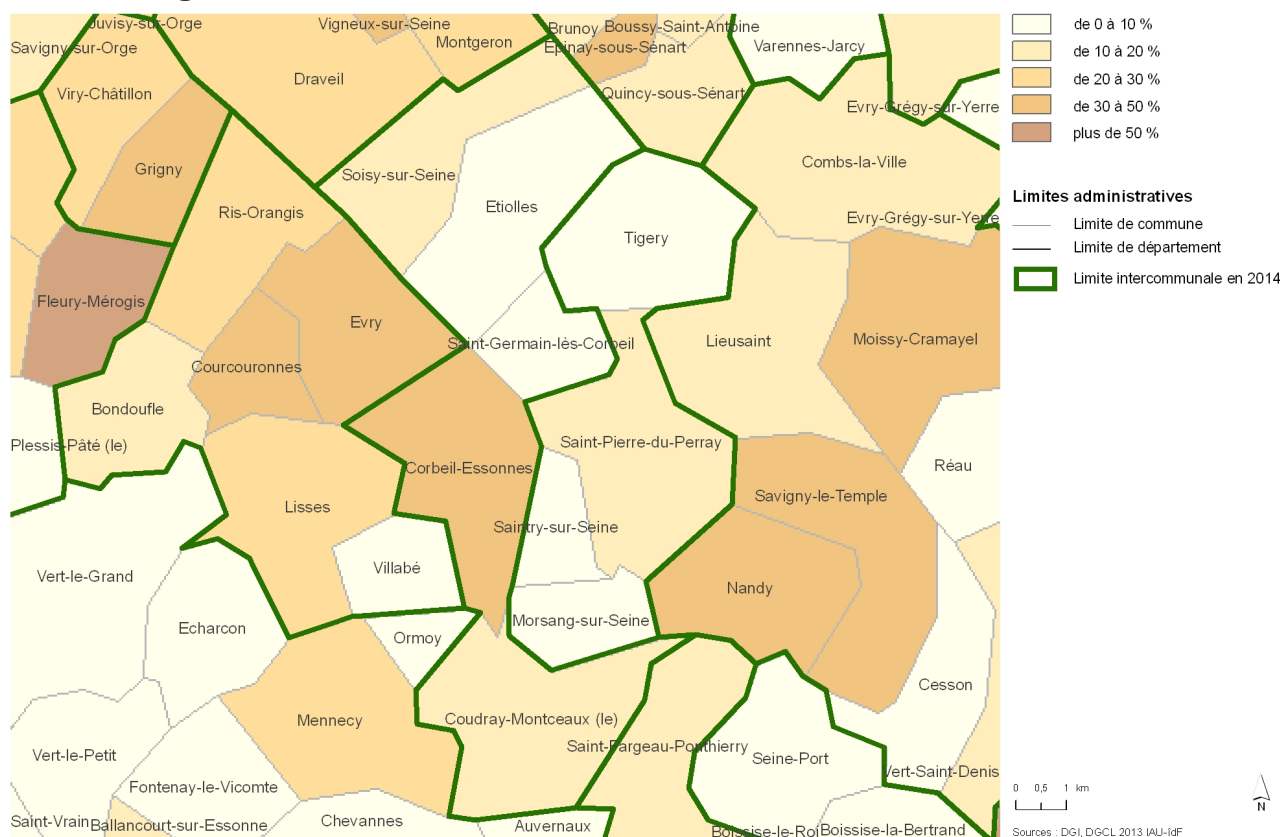 Juvisy-sur-Orge
Vigneux-sur-Seine
Brunoy
Boussy-Saint-Antoine
Savigny-sur-Orge
Montgeron
Epinay-sous-Sénart
Varennes-Jarcy
Draveil
Viry-Châtillon
Quincy-sous-Sénart
Evry-Grégy-sur-Yerre
Combs-la-Ville
Grigny
Soisy-sur-Seine
Ris-Orangis
Etiolles
Evry-Grégy-sur-Yerre
Tigery
Fleury-Mérogis
Evry
Saint-Germain-lès-Corbeil
Lieusaint
Moissy-Cramayel
Courcouronnes
Bondoufle
Plessis-Pâté (le)
Saint-Pierre-du-Perray
Corbeil-Essonnes
Réau
Savigny-le-Temple
Lisses
Saintry-sur-Seine
Villabé
Vert-le-Grand
Nandy
Echarcon
Ormoy
Morsang-sur-Seine
Cesson
Mennecy
Coudray-Montceaux (le)
Saint-Fargeau-Ponthierry
Vert-le-Petit
Seine-Port
Vert-Saint-Denis
Fontenay-le-Vicomte
Saint-Vrain
Ballancourt-sur-Essonne
Chevannes
Auvernaux
Boissise-le-Roi
Boissise-la-Bertrand
de 0 à 10 %
de 10 à 20 %
de 20 à 30 %
de 30 à 50 %
plus de 50 %
Limites administratives
Limite de commune
Limite de département
Limite intercommunale en 2014
0 0,5 1 km
N
Sources : DGI, DGCL 2013 IAU-îdF